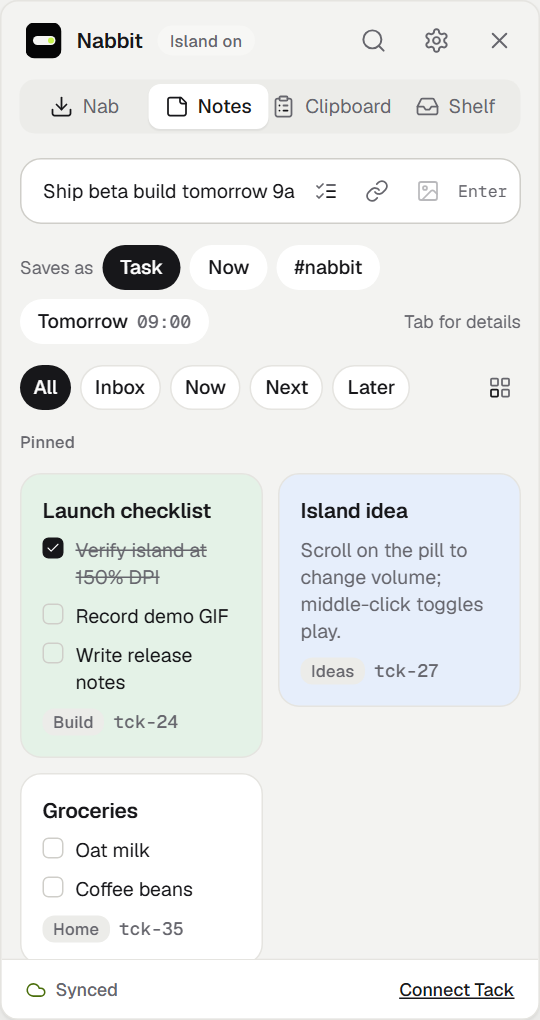 Nabbit Island on
Nab Notes Clipboard Shelf
Ship beta build tomorrow 9a Enter
Saves as Task Now #nabbit
Tomorrow 09:00 Tab for details
All Inbox Now Next Later
Pinned
Launch checklist
Verify island at
150% DPI
Record demo GIF
Write release
notes
Build tck-24
Island idea
Scroll on the pill to
change volume;
middle-click toggles
play.
Ideas tck-27
Groceries
Oat milk
Coffee beans
Home tck-35
Synced Connect Tack